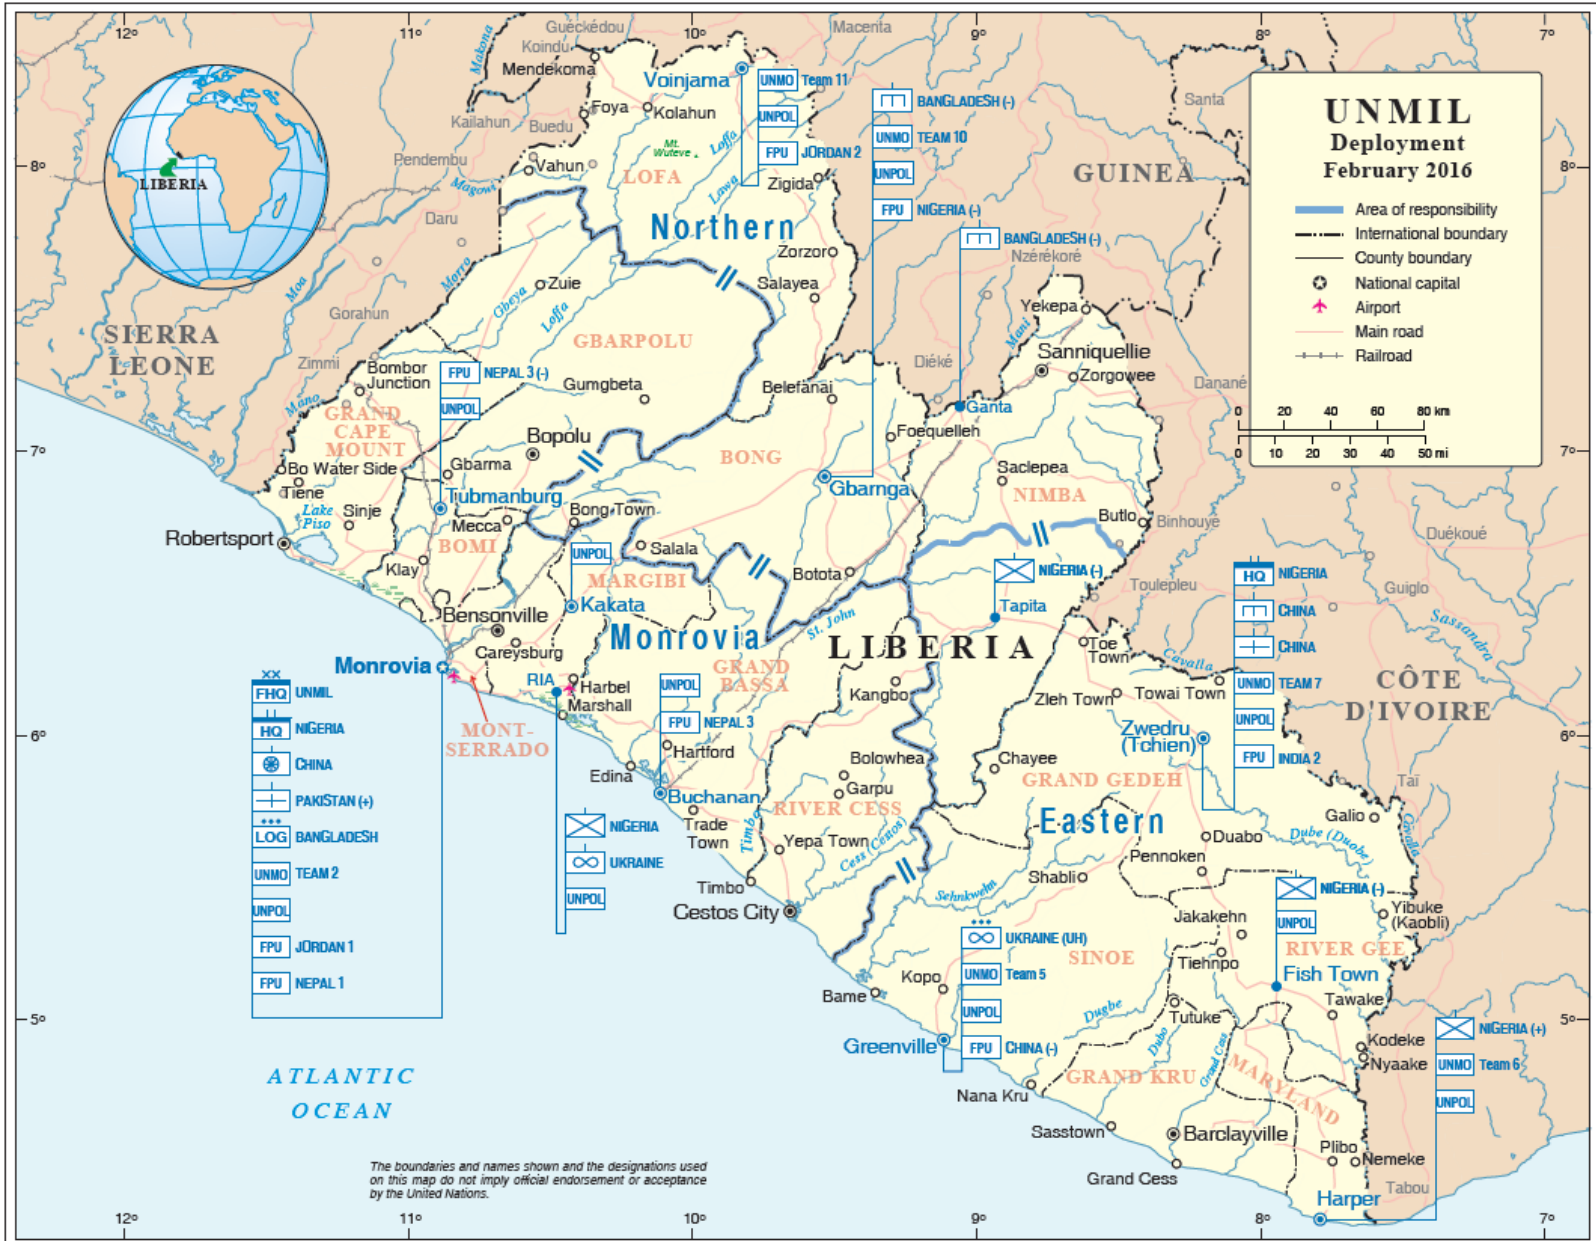 12°
11°
10°
9°
8°
7°
Guéckédou
Koindu
Mendekoma
Makona
Macenta
Voinjama
UNMO Team 11
UNPOL
FPU JORDAN 2
Foya
Kolahun
Kailahun
Buedu
Mt.
Wuteve
Loffa
Lawa
LOFA
Vahun
Zigida
Pendembu
Magowi
Daru
Northern
Zorzor
Salayea
BANGLADESH (-)
UNMO TEAM 10
UNPOL
FPU NIGERIA (-)
BANGLADESH (-)
Nzérékoré
Santa
GUINEA
UNMIL
Deployment
February 2016
Area of responsibility
International boundary
County boundary
National capital
Airport
Main road
Railroad
0 20 40 60 80 km
0 10 20 30 40 50 mi
LIBERIA
8°
8°
Moa
Morro
Gorahun
Zimmi
Mano
SIERRA
LEONE
Zuie
Gbeya
Loffa
GBARPOLU
Gumgbeta
Belefanai
Bombor
Junction
FPU NEPAL 3 (-)
UNPOL
GRAND
CAPE
MOUNT
Yekepa
Mani
Diéké
Sanniquellie
Zorgowee
Danané
Ganta
Foequelleh
7°
7°
Bopolu
Gbarma
BONG
Gbarnga
Saclepea
NIMBA
Butlo
Binhouye
Duékoué
Bo Water Side
Tiene
Lake
Piso
Sinje
Robertsport
Tubmanburg
Mecca
Bong Town
BOMI
Klay
UNPOL
Salala
MARGIBI
Kakata
Botota
NIGERIA (-)
Tapita
Toulepleu
Guiglo
Sassandra
HQ NIGERIA
CHINA
CHINA
UNMO TEAM 7
UNPOL
FPU INDIA 2
Bensonville
Careysburg
Monrovia
St. John
LIBERIA
Toe
Town
Cavalla
Zleh Town
Towai Town
CÔTE
D'IVOIRE
Monrovia
RIA
Harbel
Marshall
GRAND
BASSA
UNPOL
FPU NEPAL 3
Kangbo
Zwedru
(Tchien)
6°
6°
XX
FHQ UNMIL
HQ NIGERIA
CHINA
PAKISTAN (+)
LOG BANGLADESH
UNMO TEAM 2
UNPOL
FPU JORDAN 1
FPU NEPAL 1
MONT-
SERRADO
Hartford
Edina
Buchanan
Bolowhea
Garpu
RIVER CESS
Chayee
GRAND GEDEH
Taï
Eastern
Trade
Town
Timbo
Yepa Town
Cess (Cestos)
NIGERIA
UKRAINE
UNPOL
Duabo
Dube (Duobe)
Galio
Cavalla
Pennoken
Timbo
Cestos City
Sehnkwehn
Shabli
NIGERIA (-)
UNPOL
Jakakehn
Yibuke
(Kaobli)
UKRAINE (UH)
UNMO Team 5
UNPOL
FPU CHINA (-)
SINOE
Tiehnpo
RIVER GEE
Fish Town
Kopo
Bame
5°
5°
Tawake
Dugbe
Tutuke
Greenville
Dubo
Grand Cess
Kodeke
Nyaake
NIGERIA (+)
UNMO Team 6
UNPOL
GRAND KRU
MARYLAND
Nana Kru
Sasstown
Barclayville
Grand Cess
Plibo
Nemeke
Tabou
Harper
ATLANTIC
OCEAN
The boundaries and names shown and the designations used
on this map do not imply official endorsement or acceptance
by the United Nations.
12°
11°
10°
9°
8°
7°